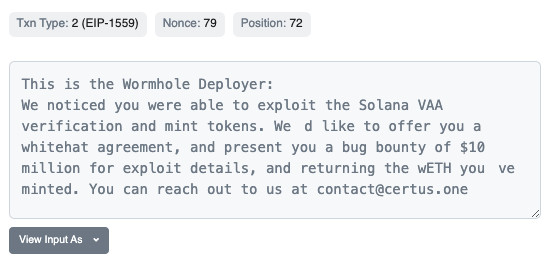 Txn Type: 2 (EIP-1559) Nonce: 79 Position: 72
This is the Wormhole Deployer:
We noticed you were able to exploit the Solana VAA
verification and mint tokens. We d like to offer you a
whitehat agreement, and present you a bug bounty of $10
million for exploit details, and returning the wETH you ve
minted. You can reach out to us at contact@certus.one
View Input As